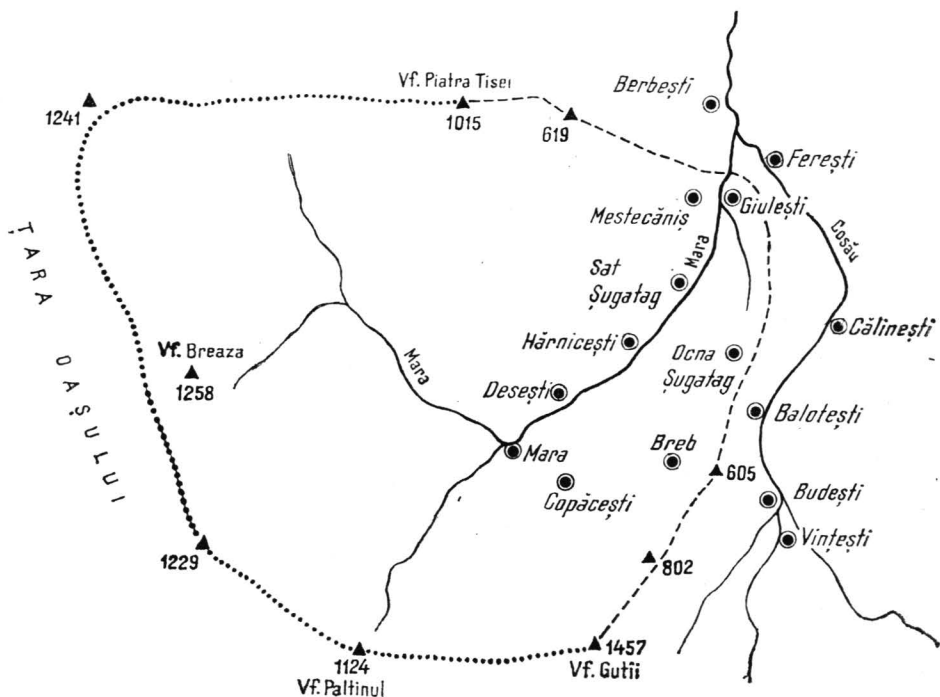 Vf. Piatra Tisei
1241
1015
619
Berbești
Ferești
Mestecăniș
Giulești
Mara
Cosău
Sat
Șugatag
ȚARA OAȘULUI
Hărnicești
Călinești
Vf. Breaza
1258
Mara
Ocna
Șugatag
Desești
Balotești
Mara
Breb
605
Copăcești
Budești
Vințești
1229
802
1124
Vf. Paltinul
1457
Vf. Gutîi